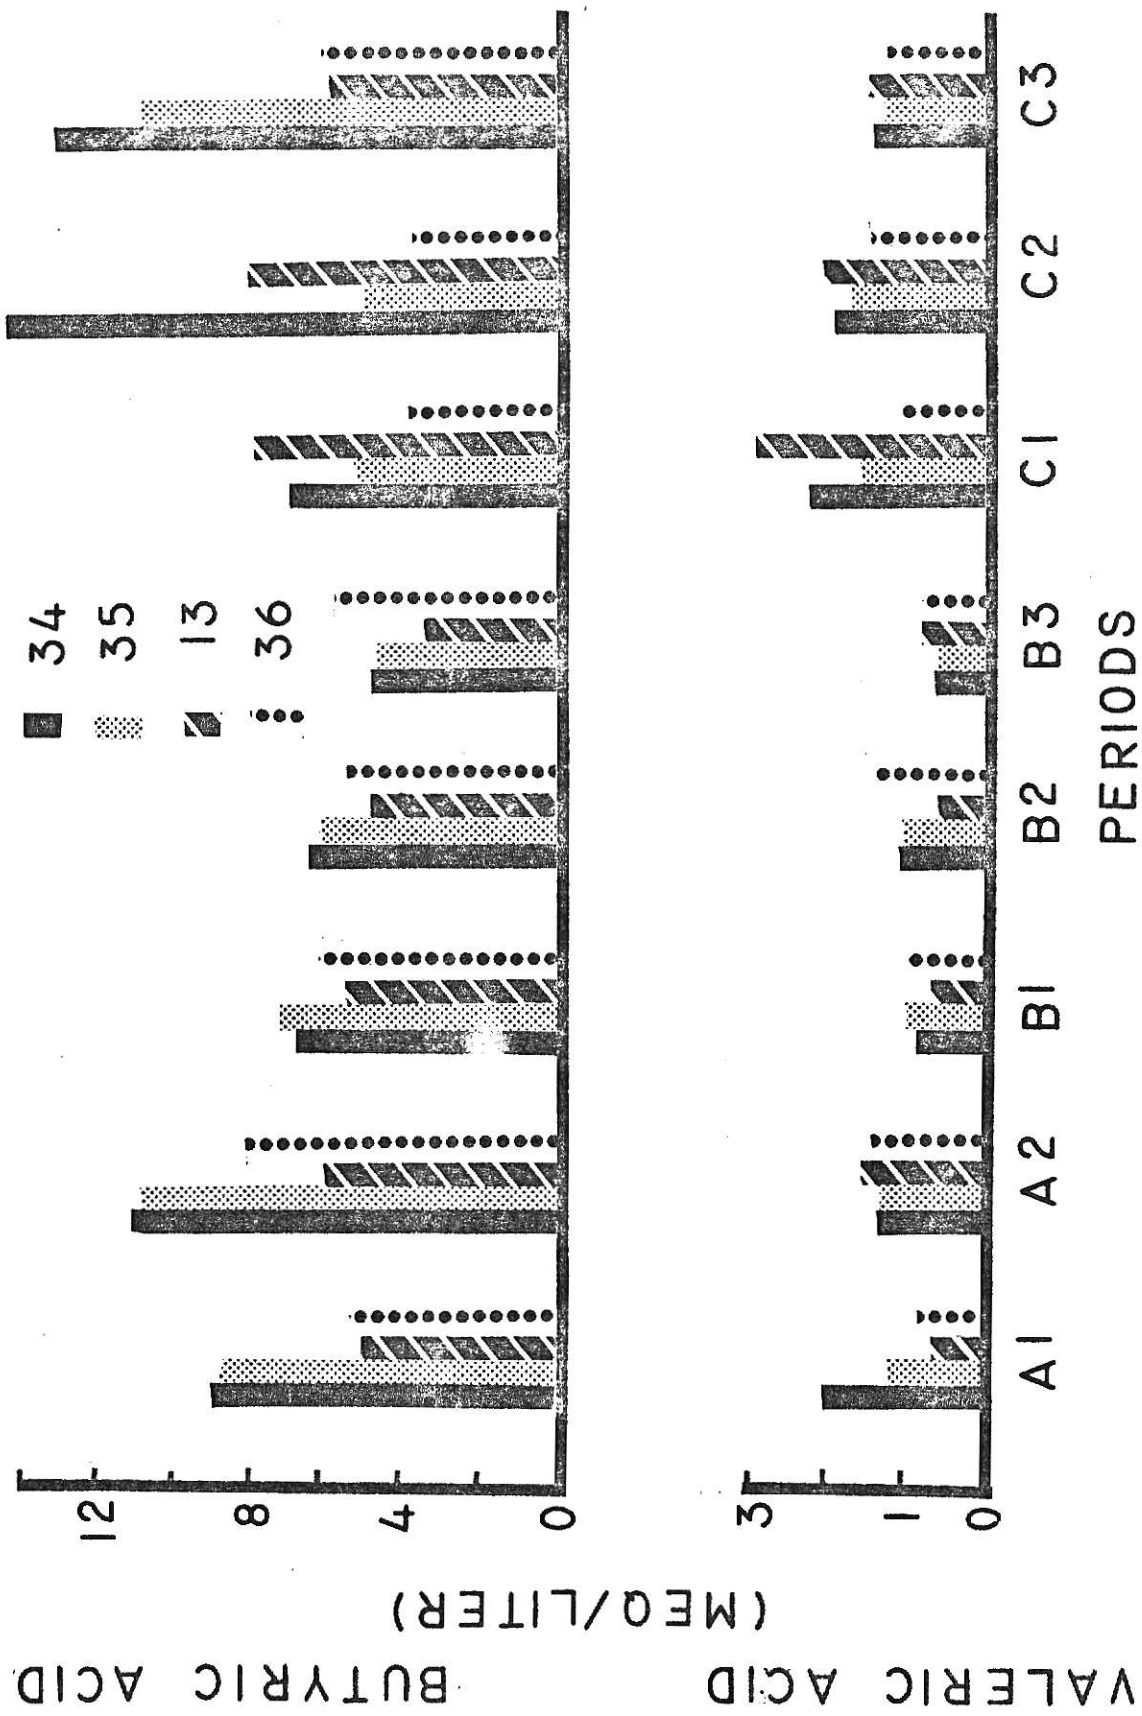 BUTYRIC ACID
VALERIC ACID
(MEQ/LITER)
12
8
4
0
34
35
13
36
3
1
0
A1
A2
B1
B2
B3
C1
C2
C3
PERIODS